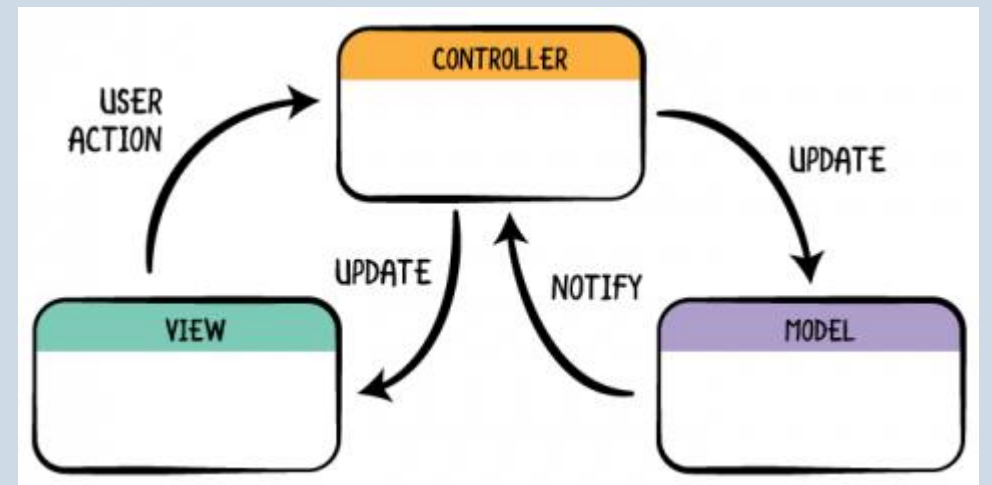 CONTROLLER
USER
ACTION
UPDATE
UPDATE
NOTIFY
VIEW
MODEL